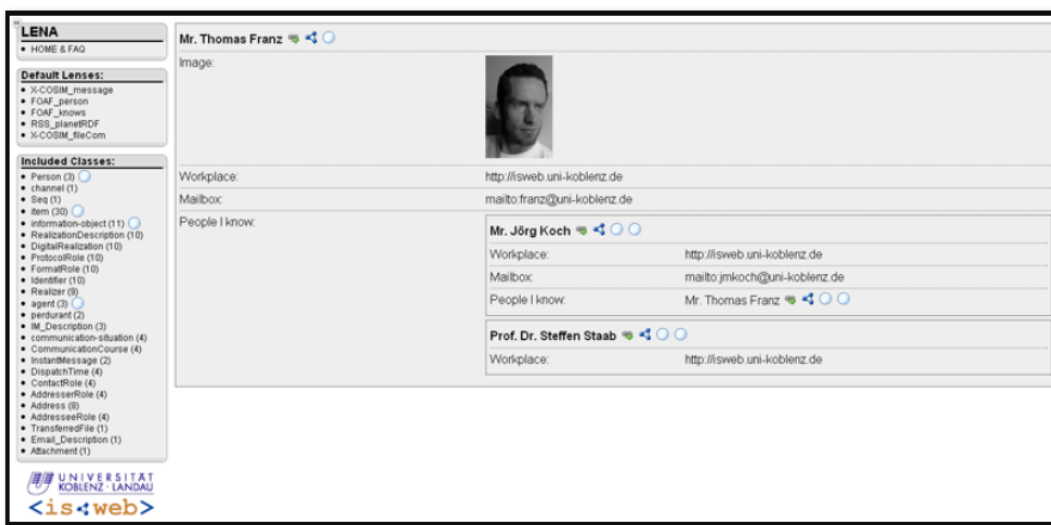 LENA
HOME & FAQ
Default Lenses:
X-COSIM_message
FOAF_person
FOAF_knows
RSS_planetRDF
X-COSIM_fileCom
Included Classes:
Person (3)
channel (1)
Seq (1)
item (30)
information-object (11)
RealizationDescription (10)
DigitalRealization (10)
ProtocolRole (10)
FormatRole (10)
Identifier (10)
Realizer (9)
agent (3)
perdurant (2)
IM_Description (3)
communication-situation (4)
CommunicationCourse (4)
InstantMessage (2)
DispatchTime (4)
ContactRole (4)
AddresserRole (4)
Address (8)
AddresseeRole (4)
TransferredFile (1)
Email_Description (1)
Attachment (1)
UNIVERSITÄT
KOBLENZ · LANDAU
<is web>
Mr. Thomas Franz
Image:
Workplace: http://isweb.uni-koblenz.de
Mailbox: mailto:franz@uni-koblenz.de
People I know:
Mr. Jörg Koch
Workplace: http://isweb.uni-koblenz.de
Mailbox: mailto:jmkoch@uni-koblenz.de
People I know: Mr. Thomas Franz
Prof. Dr. Steffen Staab
Workplace: http://isweb.uni-koblenz.de